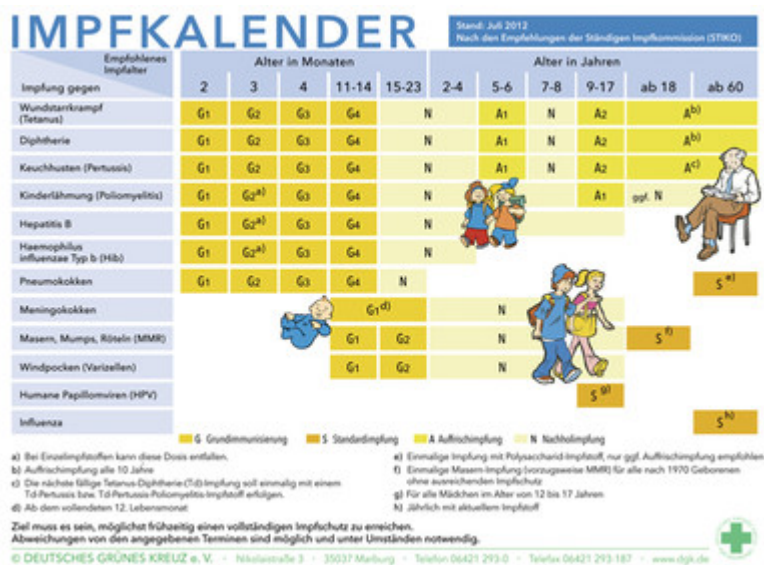 IMPFKALENDER
Stand: Juli 2012
Nach den Empfehlungen der Ständigen Impfkommission (STIKO)
Empfohlenes Impfalter Alter in Monaten Alter in Jahren
Impfung gegen 2 3 4 11-14 15-23 2-4 5-6 7-8 9-17 ab 18 ab 60
Wundstarrkrampf (Tetanus) G1 G2 G3 G4 N A1 N A2 A b)
Diphtherie G1 G2 G3 G4 N A1 N A2 A b)
Keuchhusten (Pertussis) G1 G2 G3 G4 N A1 N A2 A c)
Kinderlähmung (Poliomyelitis) G1 G2 a) G3 G4 N A1 ggf. N
Hepatitis B G1 G2 a) G3 G4 N
Haemophilus influenzae Typ b (Hib) G1 G2 a) G3 G4 N
Pneumokokken G1 G2 G3 G4 N S e)
Meningokokken G1 d) N
Masern, Mumps, Röteln (MMR) G1 G2 N S f)
Windpocken (Varizellen) G1 G2 N
Humane Papillomviren (HPV) S g)
Influenza S h)
G Grundimmunisierung S Standardimpfung A Auffrischimpfung N Nachholimpfung
a) Bei Einzelimpfstoffen kann diese Dosis entfallen.
b) Auffrischimpfung alle 10 Jahre
c) Die nächste fällige Tetanus-Diphtherie-(Td)-Impfung soll einmalig mit einem
Td-Pertussis bzw. Td-Pertussis-Poliomyelitis-Impfstoff erfolgen.
d) Ab dem vollendeten 12. Lebensmonat
e) Einmalige Impfung mit Polysaccharid-Impfstoff, nur ggf. Auffrischimpfung empfohlen
f) Einmalige Masern-Impfung (vorzugsweise MMR) für alle nach 1970 Geborenen
ohne ausreichenden Impfschutz
g) Für alle Mädchen im Alter von 12 bis 17 Jahren
h) Jährlich mit aktuellem Impfstoff
Ziel muss es sein, möglichst frühzeitig einen vollständigen Impfschutz zu erreichen.
Abweichungen von den angegebenen Terminen sind möglich und unter Umständen notwendig.
© DEUTSCHES GRÜNES KREUZ e. V. · Nikolaistraße 3 · 35037 Marburg · Telefon 06421 293-0 · Telefax 06421 293-187 · www.dgk.de